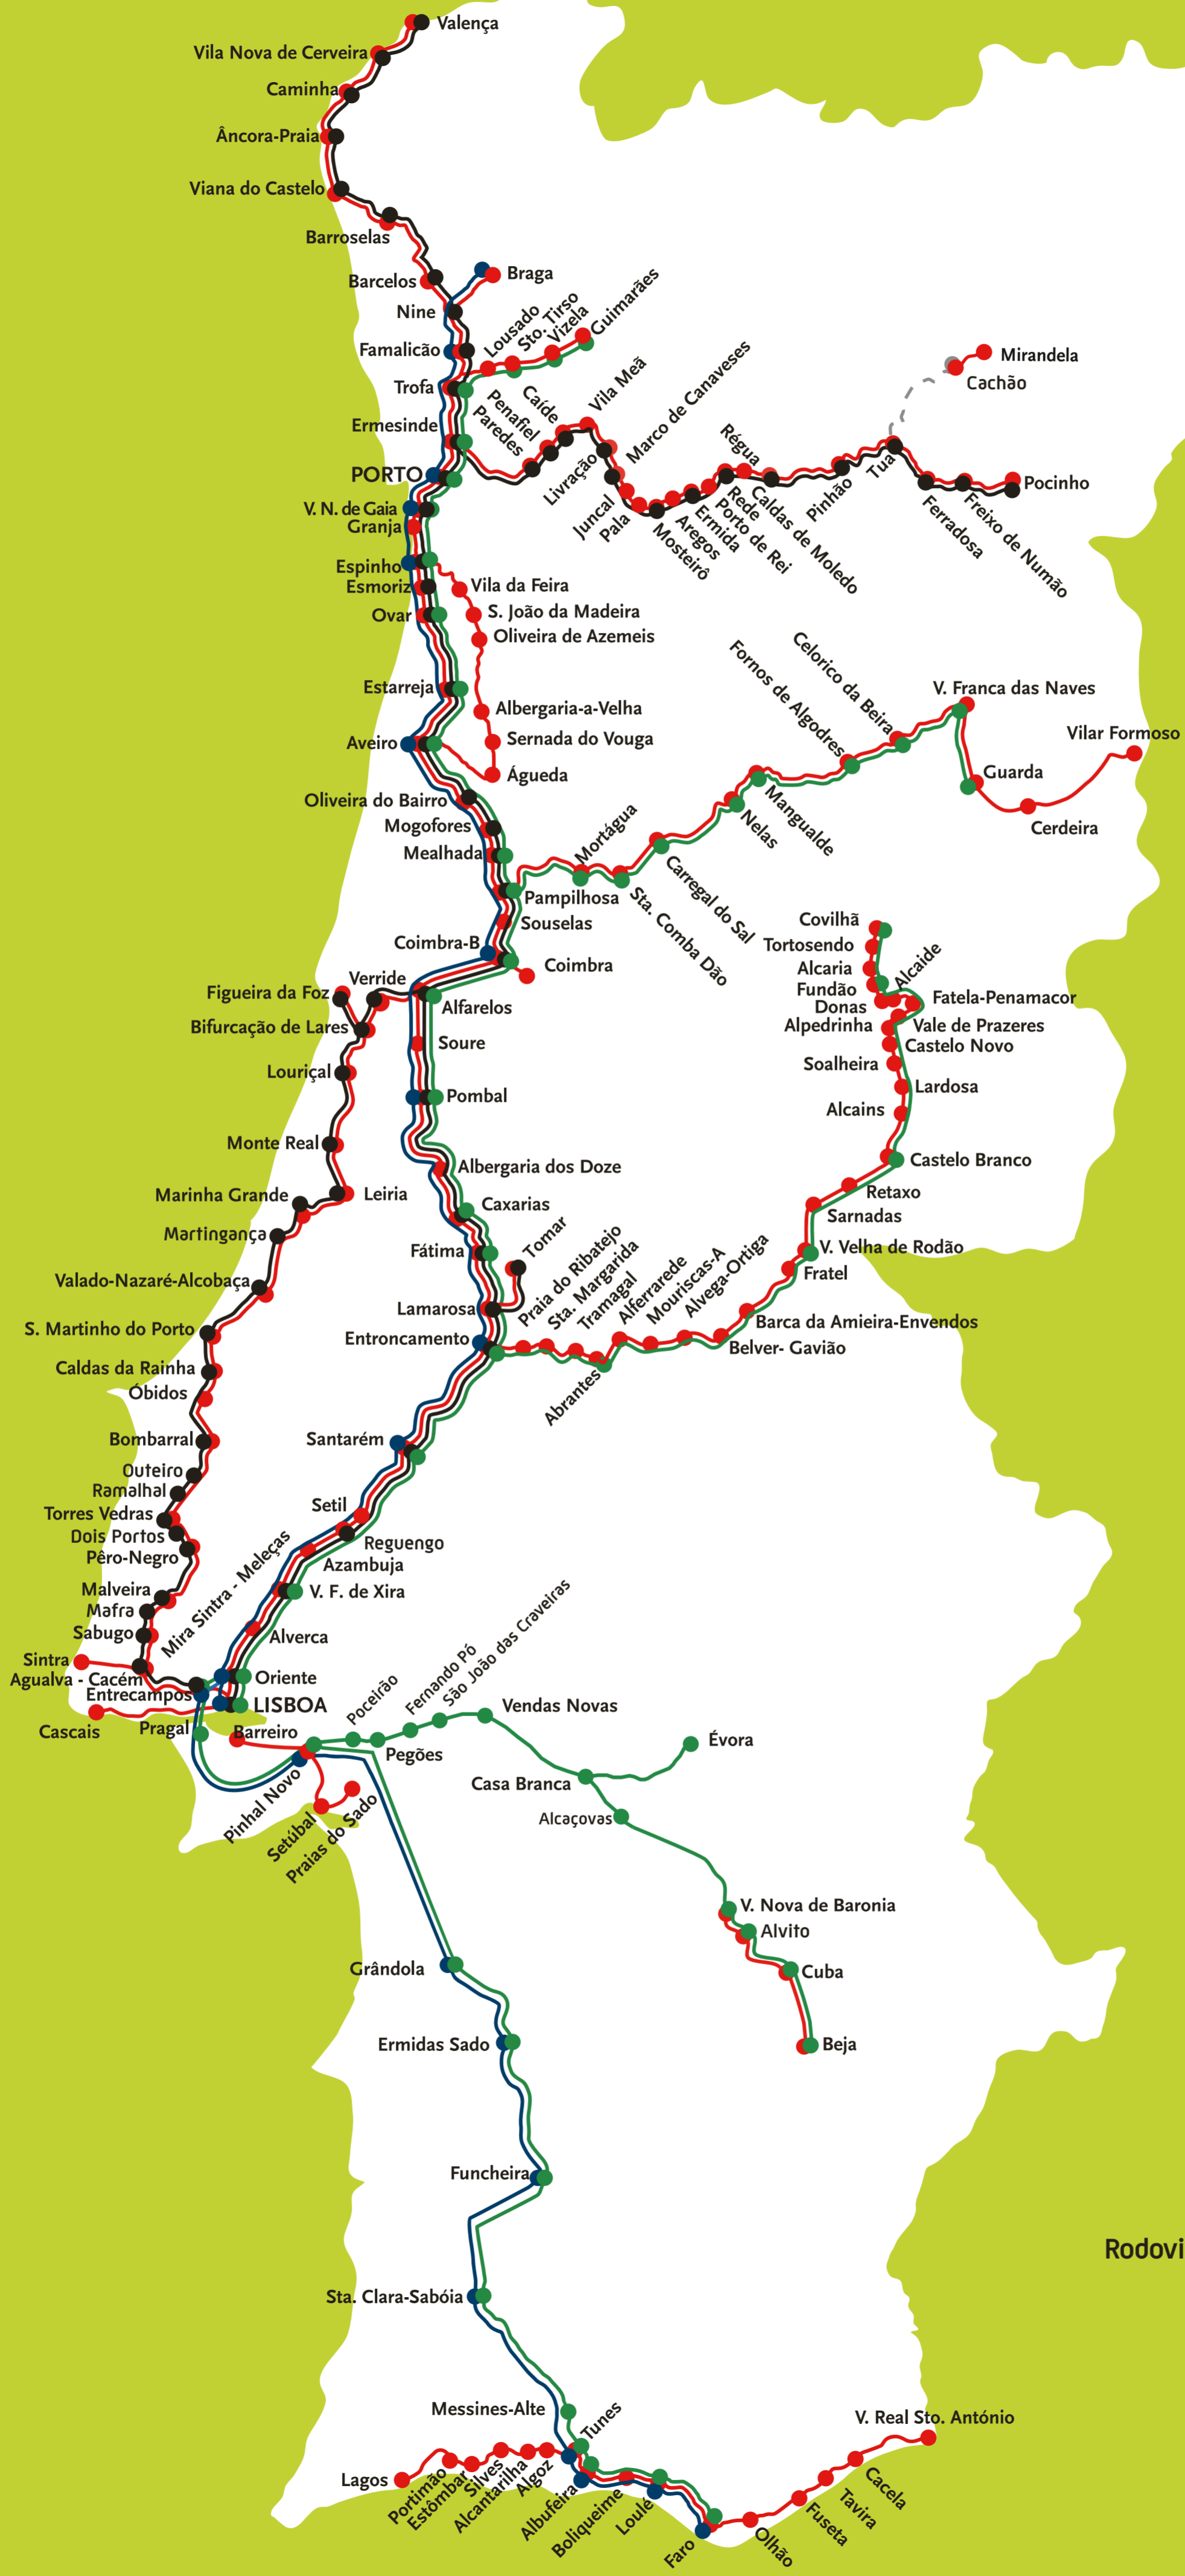 Valença
Vila Nova de Cerveira
Caminha
Âncora-Praia
Viana do Castelo
Barroselas
Barcelos
Braga
Nine
Famalicão
Lousado
Sto. Tirso
Vizela
Guimarães
Trofa
Ermesinde
Paredes
Penafiel
Caíde
Vila Meã
Livração
Marco de Canaveses
Juncal
Pala
Mosteirô
Aregos
Ermida
Porto de Rei
Rede
Caldas de Moledo
Régua
Pinhão
Tua
Mirandela
Cachão
Ferradosa
Freixo de Numão
Pocinho
PORTO
V. N. de Gaia
Granja
Espinho
Esmoriz
Ovar
Vila da Feira
S. João da Madeira
Oliveira de Azemeis
Albergaria-a-Velha
Sernada do Vouga
Águeda
Estarreja
Aveiro
Oliveira do Bairro
Mogofores
Mealhada
Pampilhosa
Mortágua
Sta. Comba Dão
Carregal do Sal
Nelas
Mangualde
Fornos de Algodres
Celorico da Beira
V. Franca das Naves
Guarda
Cerdeira
Vilar Formoso
Souselas
Coimbra-B
Coimbra
Alfarelos
Verride
Figueira da Foz
Bifurcação de Lares
Louriçal
Monte Real
Leiria
Marinha Grande
Martingança
Valado-Nazaré-Alcobaça
S. Martinho do Porto
Caldas da Rainha
Óbidos
Bombarral
Outeiro
Ramalhal
Torres Vedras
Dois Portos
Pêro-Negro
Malveira
Mafra
Sabugo
Mira Sintra - Meleças
Sintra
Agualva - Cacém
Entrecampos
Cascais
Soure
Pombal
Albergaria dos Doze
Caxarias
Fátima
Tomar
Lamarosa
Entroncamento
Praia do Ribatejo
Sta. Margarida
Tramagal
Abrantes
Alferrarede
Mouriscas-A
Alvega-Ortiga
Belver- Gavião
Barca da Amieira-Envendos
Fratel
V. Velha de Rodão
Sarnadas
Retaxo
Castelo Branco
Alcains
Lardosa
Soalheira
Castelo Novo
Alpedrinha
Vale de Prazeres
Fatela-Penamacor
Alcaide
Donas
Fundão
Alcaria
Tortosendo
Covilhã
Santarém
Setil
Reguengo
Azambuja
V. F. de Xira
Alverca
Oriente
LISBOA
Pragal
Barreiro
Pinhal Novo
Setúbal
Praias do Sado
Poceirão
Pegões
Fernando Pó
São João das Craveiras
Vendas Novas
Casa Branca
Évora
Alcaçovas
V. Nova de Baronia
Alvito
Cuba
Beja
Grândola
Ermidas Sado
Funcheira
Rodovi
Sta. Clara-Sabóia
Messines-Alte
Tunes
Lagos
Portimão
Estômbar
Silves
Alcantarilha
Algoz
Albufeira
Boliqueime
Loulé
Faro
Olhão
Fuseta
Tavira
Cacela
V. Real Sto. António